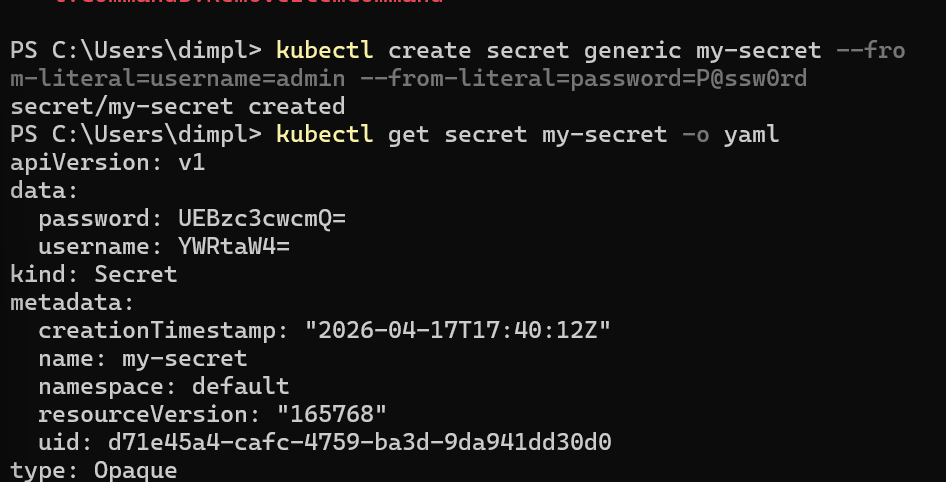 PS C:\Users\dimpl> kubectl create secret generic my-secret --fro
m-literal=username=admin --from-literal=password=P@ssw0rd
secret/my-secret created
PS C:\Users\dimpl> kubectl get secret my-secret -o yaml
apiVersion: v1
data:
  password: UEBzc3cwcmQ=
  username: YWRtaW4=
kind: Secret
metadata:
  creationTimestamp: "2026-04-17T17:40:12Z"
  name: my-secret
  namespace: default
  resourceVersion: "165768"
  uid: d71e45a4-cafc-4759-ba3d-9da941dd30d0
type: Opaque